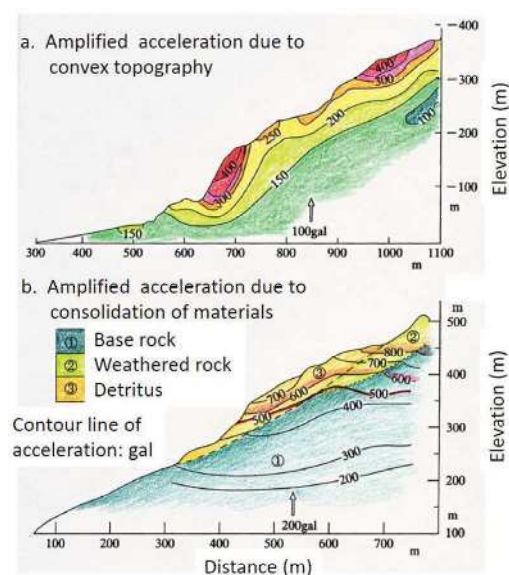 a. Amplified acceleration due to
convex topography
400
300
200
100
m
Elevation (m)
400
300
250
200
150
100
400
300
150
100gal
300 400 500 600 700 800 900 1000 1100
m
b. Amplified acceleration due to
consolidation of materials
① Base rock
② Weathered rock
③ Detritus
Contour line of
acceleration: gal
m
500
400
300
200
100
m
Elevation (m)
②
③
800
700
600
700
600
500
500
400
①
300
200
200gal
100 200 300 400 500 600 700
m
Distance (m)